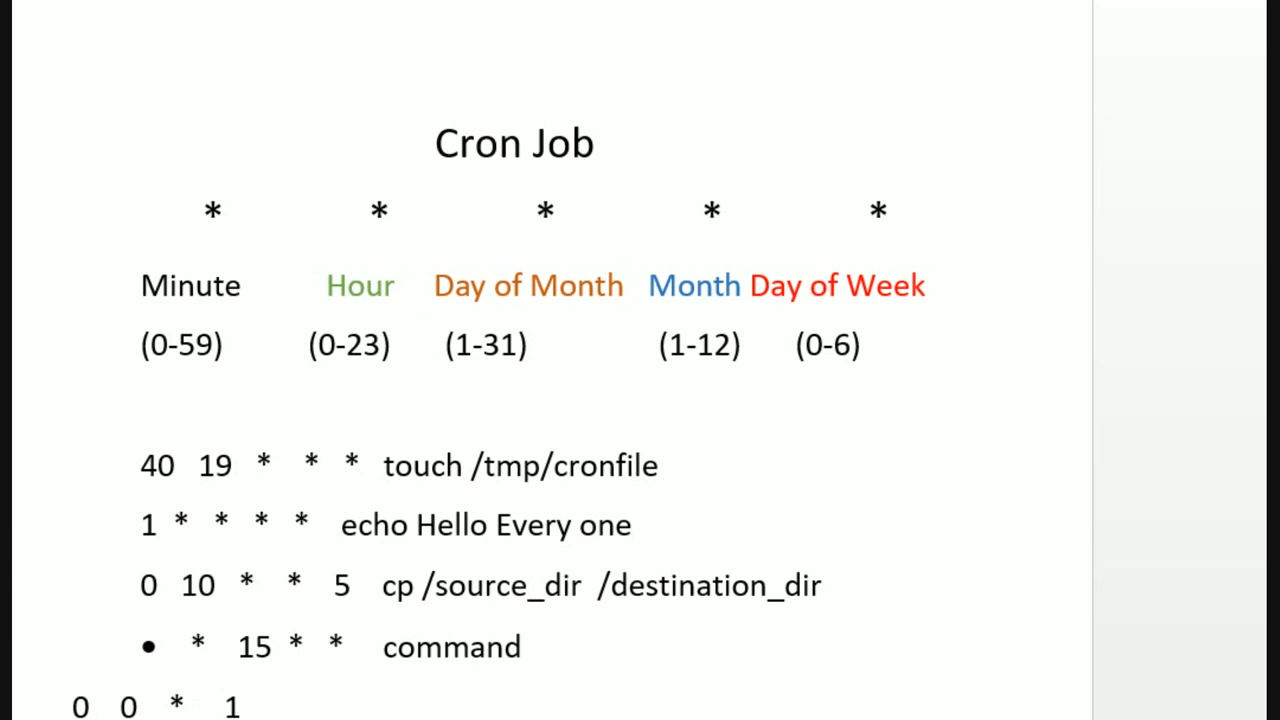 Cron Job
* * * * *
Minute Hour Day of Month Month Day of Week
(0-59) (0-23) (1-31) (1-12) (0-6)
40 19 * * * touch /tmp/cronfile
1 * * * * echo Hello Every one
0 10 * * 5 cp /source_dir /destination_dir
• * 15 * * command
0 0 * 1